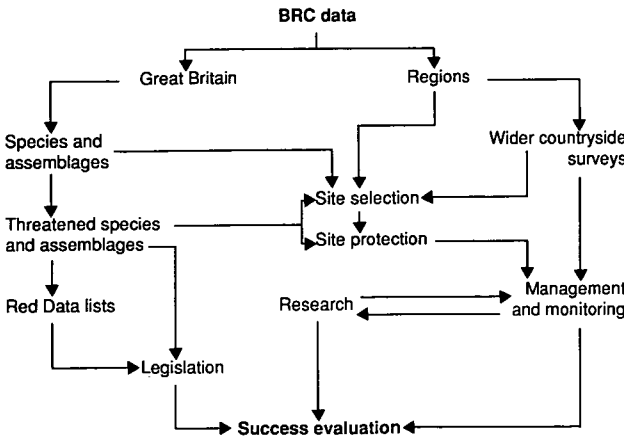 BRC data
Great Britain
Regions
Species and
assemblages
Wider countryside
surveys
Site selection
Threatened species
and assemblages
Site protection
Red Data lists
Research
Management
and monitoring
Legislation
Success evaluation